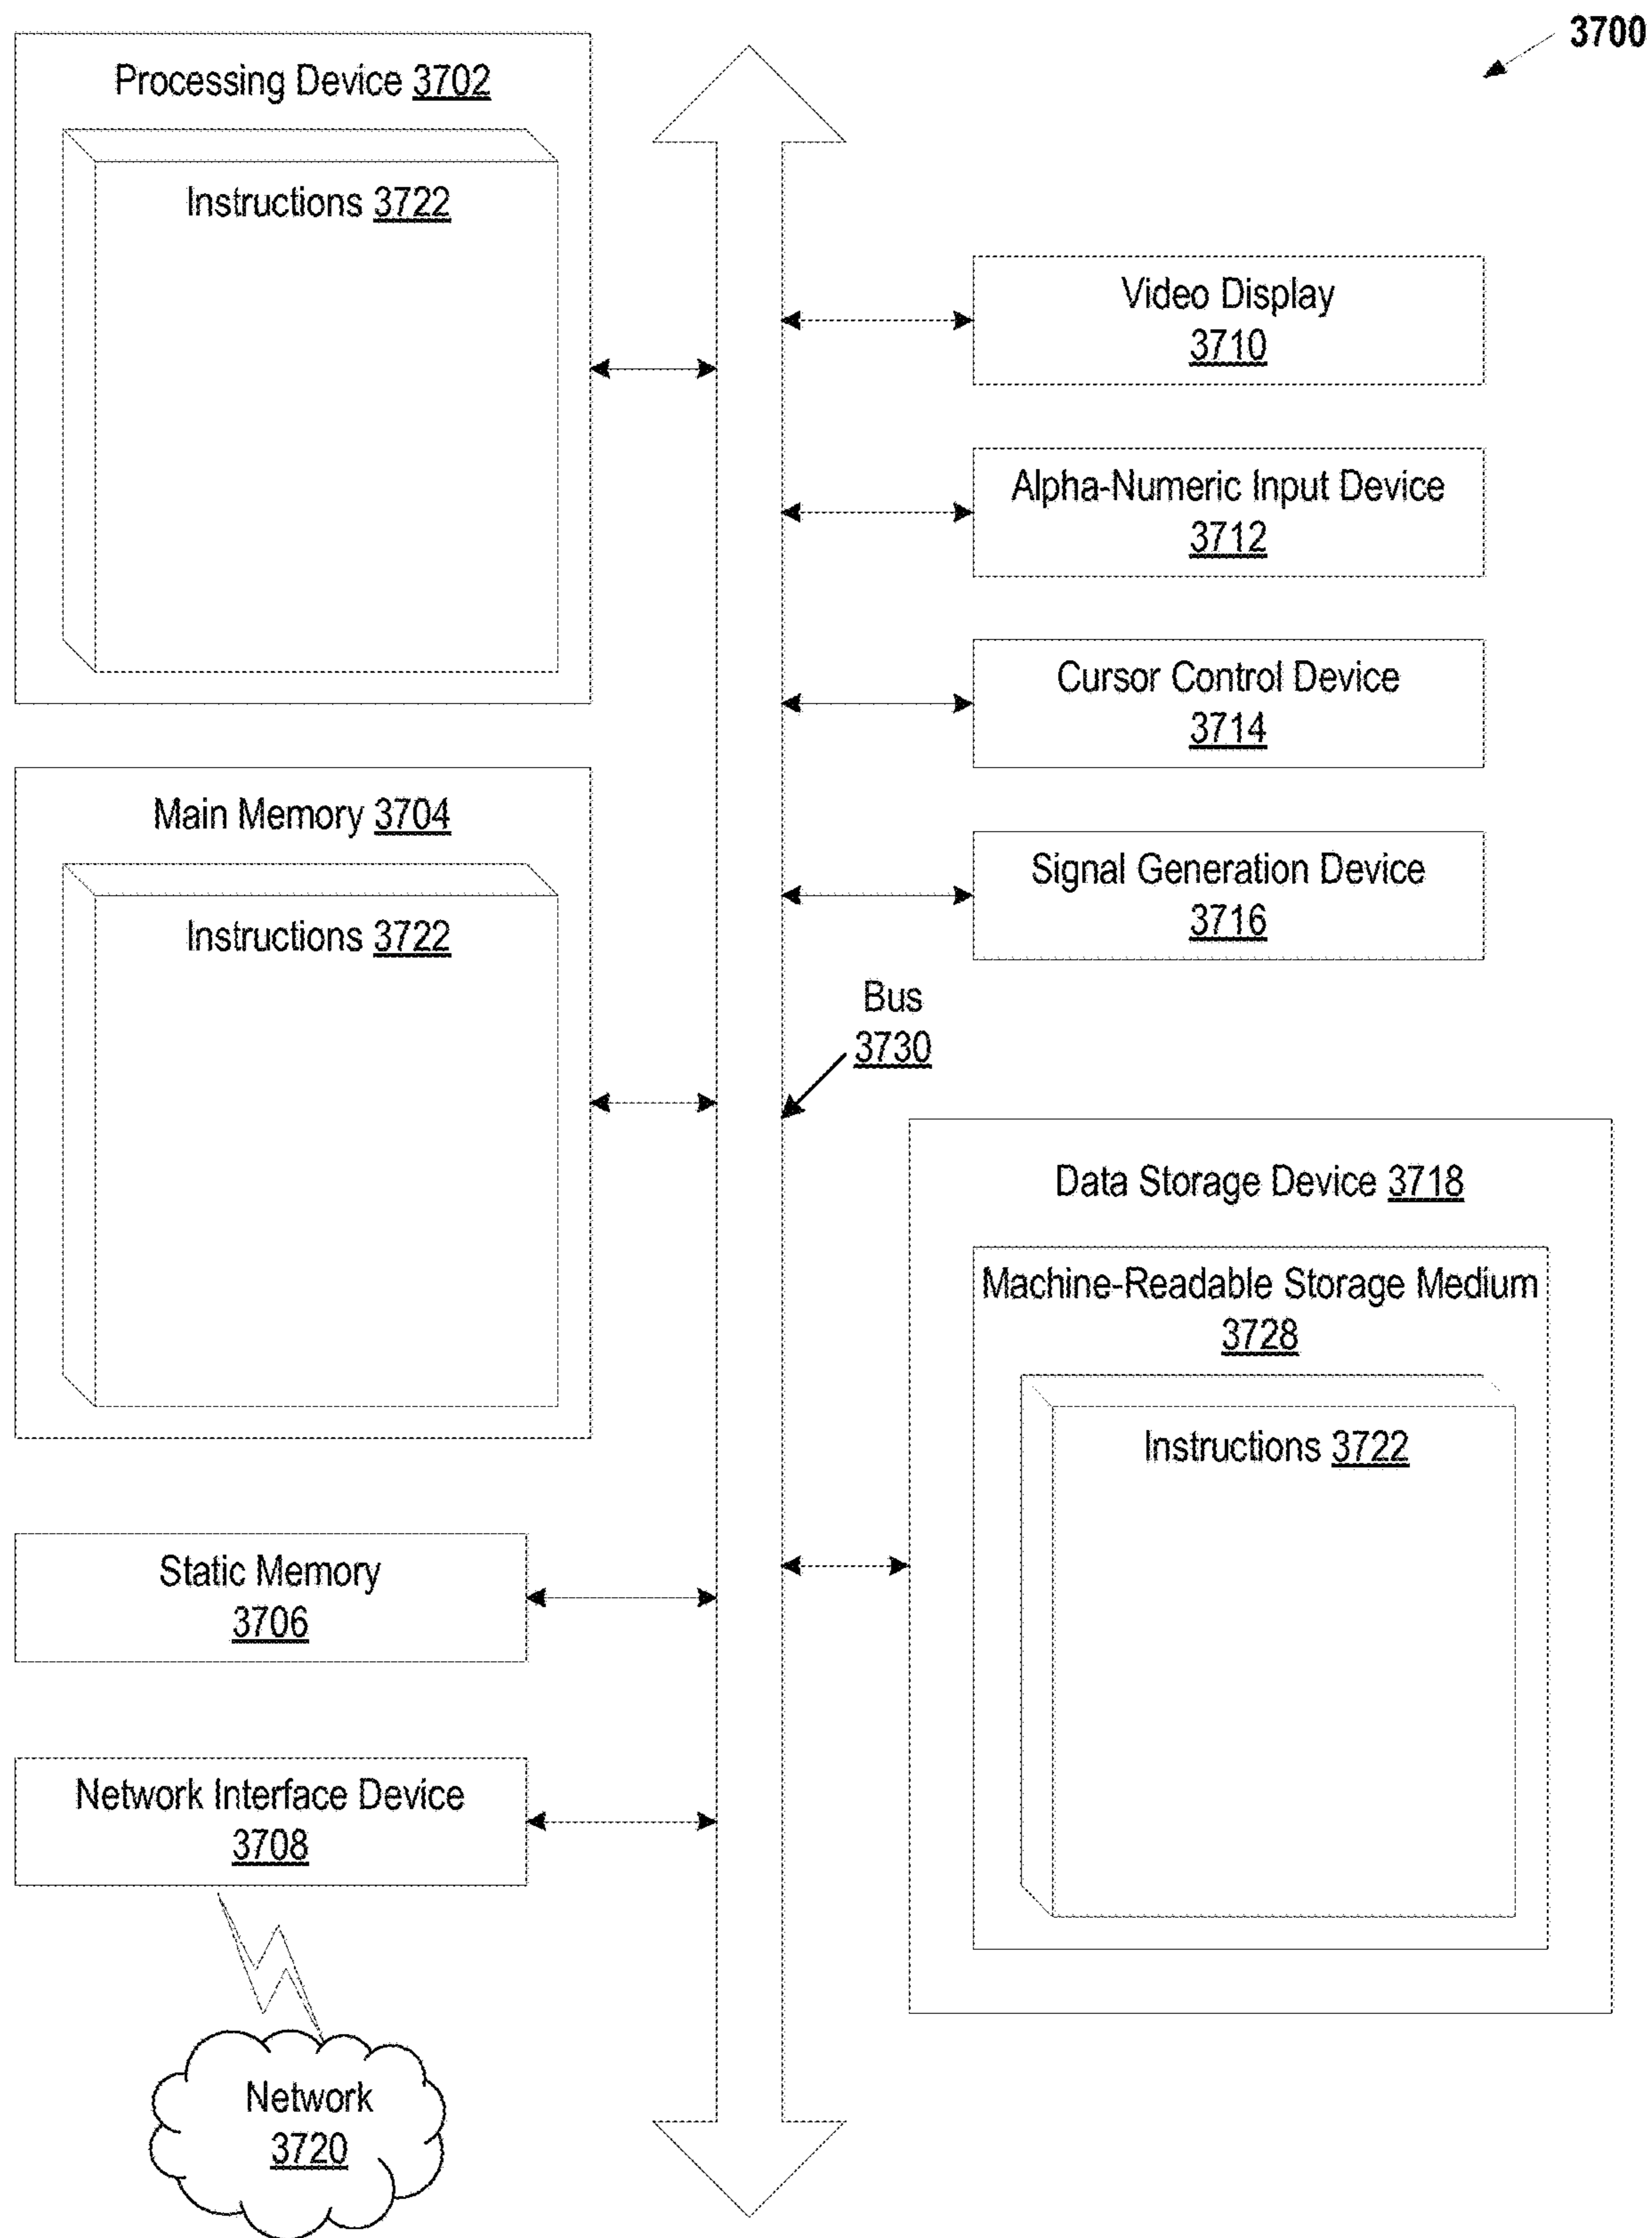 3700
Processing Device 3702
Instructions 3722
Main Memory 3704
Instructions 3722
Static Memory
3706
Network Interface Device
3708
Network
3720
Video Display
3710
Alpha-Numeric Input Device
3712
Cursor Control Device
3714
Signal Generation Device
3716
Bus
3730
Data Storage Device 3718
Machine-Readable Storage Medium
3728
Instructions 3722